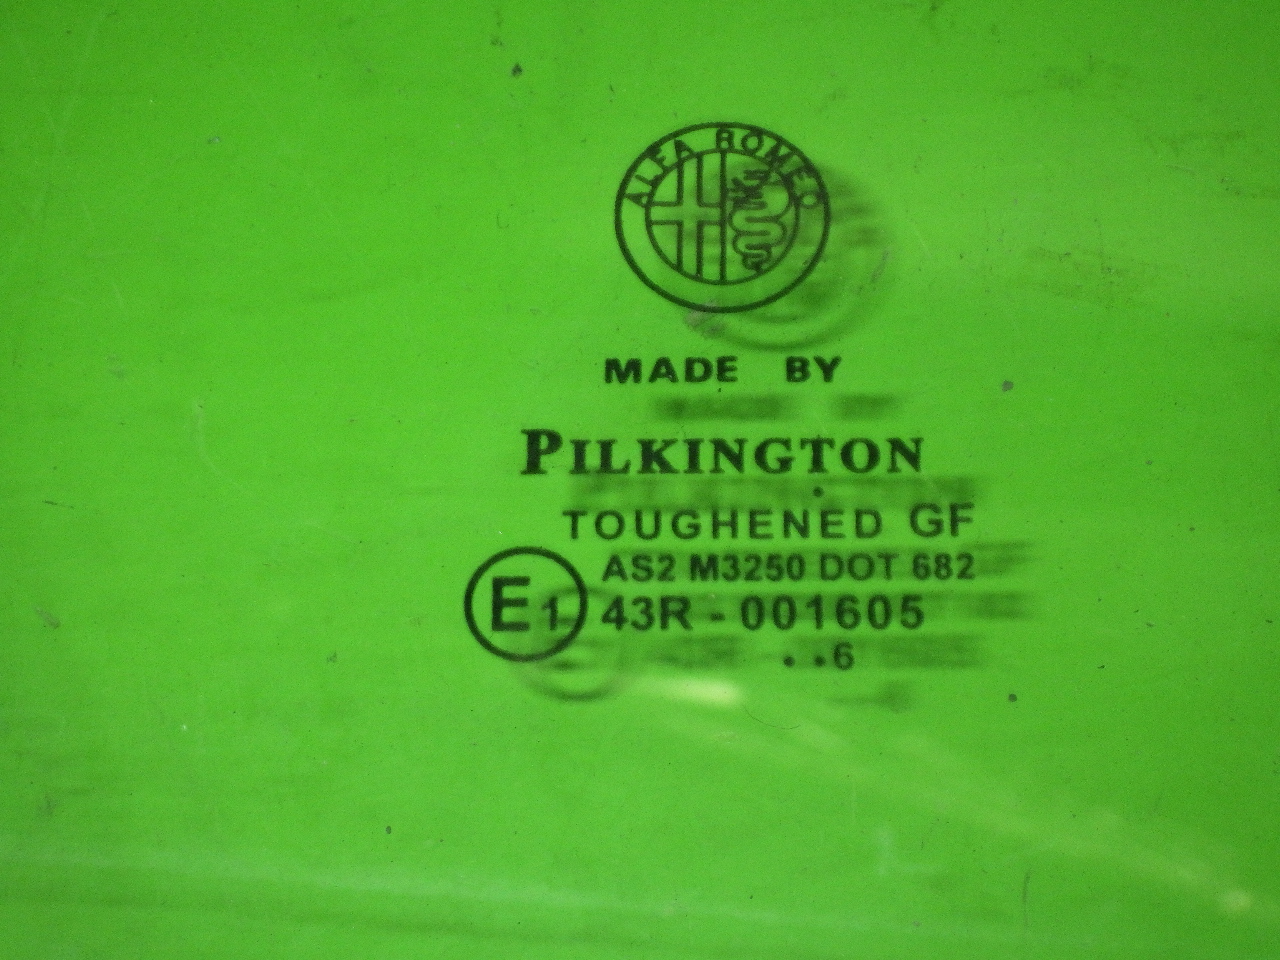 ALFA ROMEO
MADE BY
PILKINGTON
TOUGHENED GF
AS2 M3250 DOT 682
E1 43R - 001605
. . 6